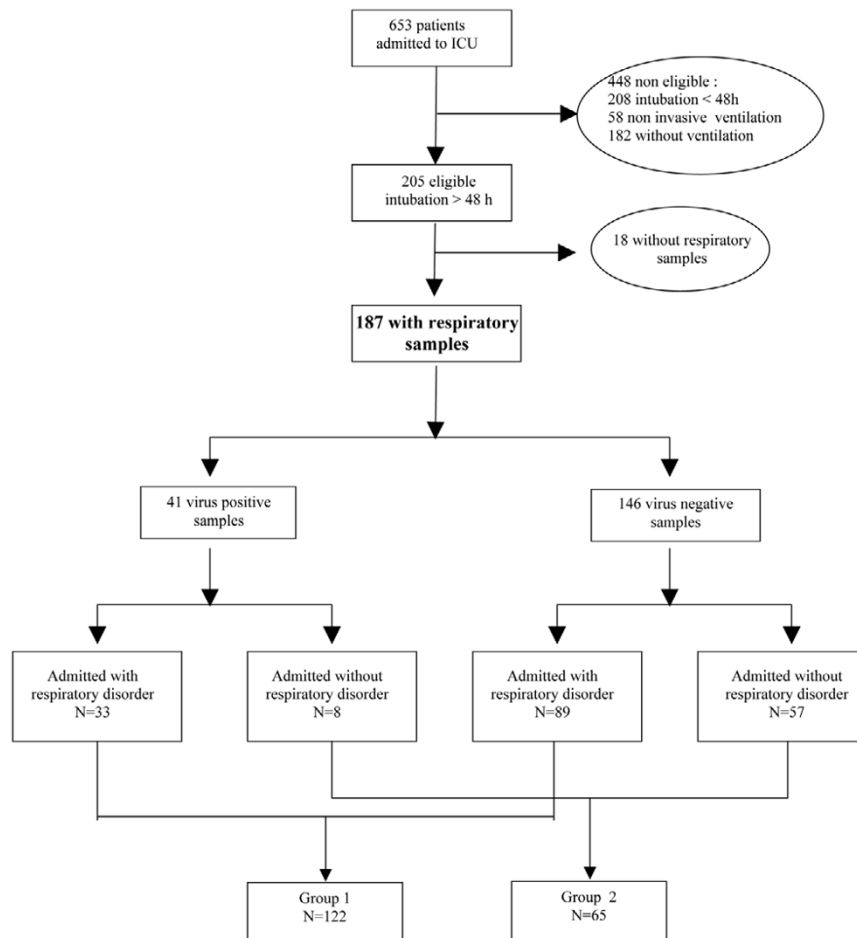 653 patients
admitted to ICU
448 non eligible :
208 intubation < 48h
58 non invasive ventilation
182 without ventilation
205 eligible
intubation > 48 h
18 without respiratory
samples
187 with respiratory
samples
41 virus positive
samples
146 virus negative
samples
Admitted with
respiratory disorder
N=33
Admitted without
respiratory disorder
N=8
Admitted with
respiratory disorder
N=89
Admitted without
respiratory disorder
N=57
Group 1
N=122
Group 2
N=65